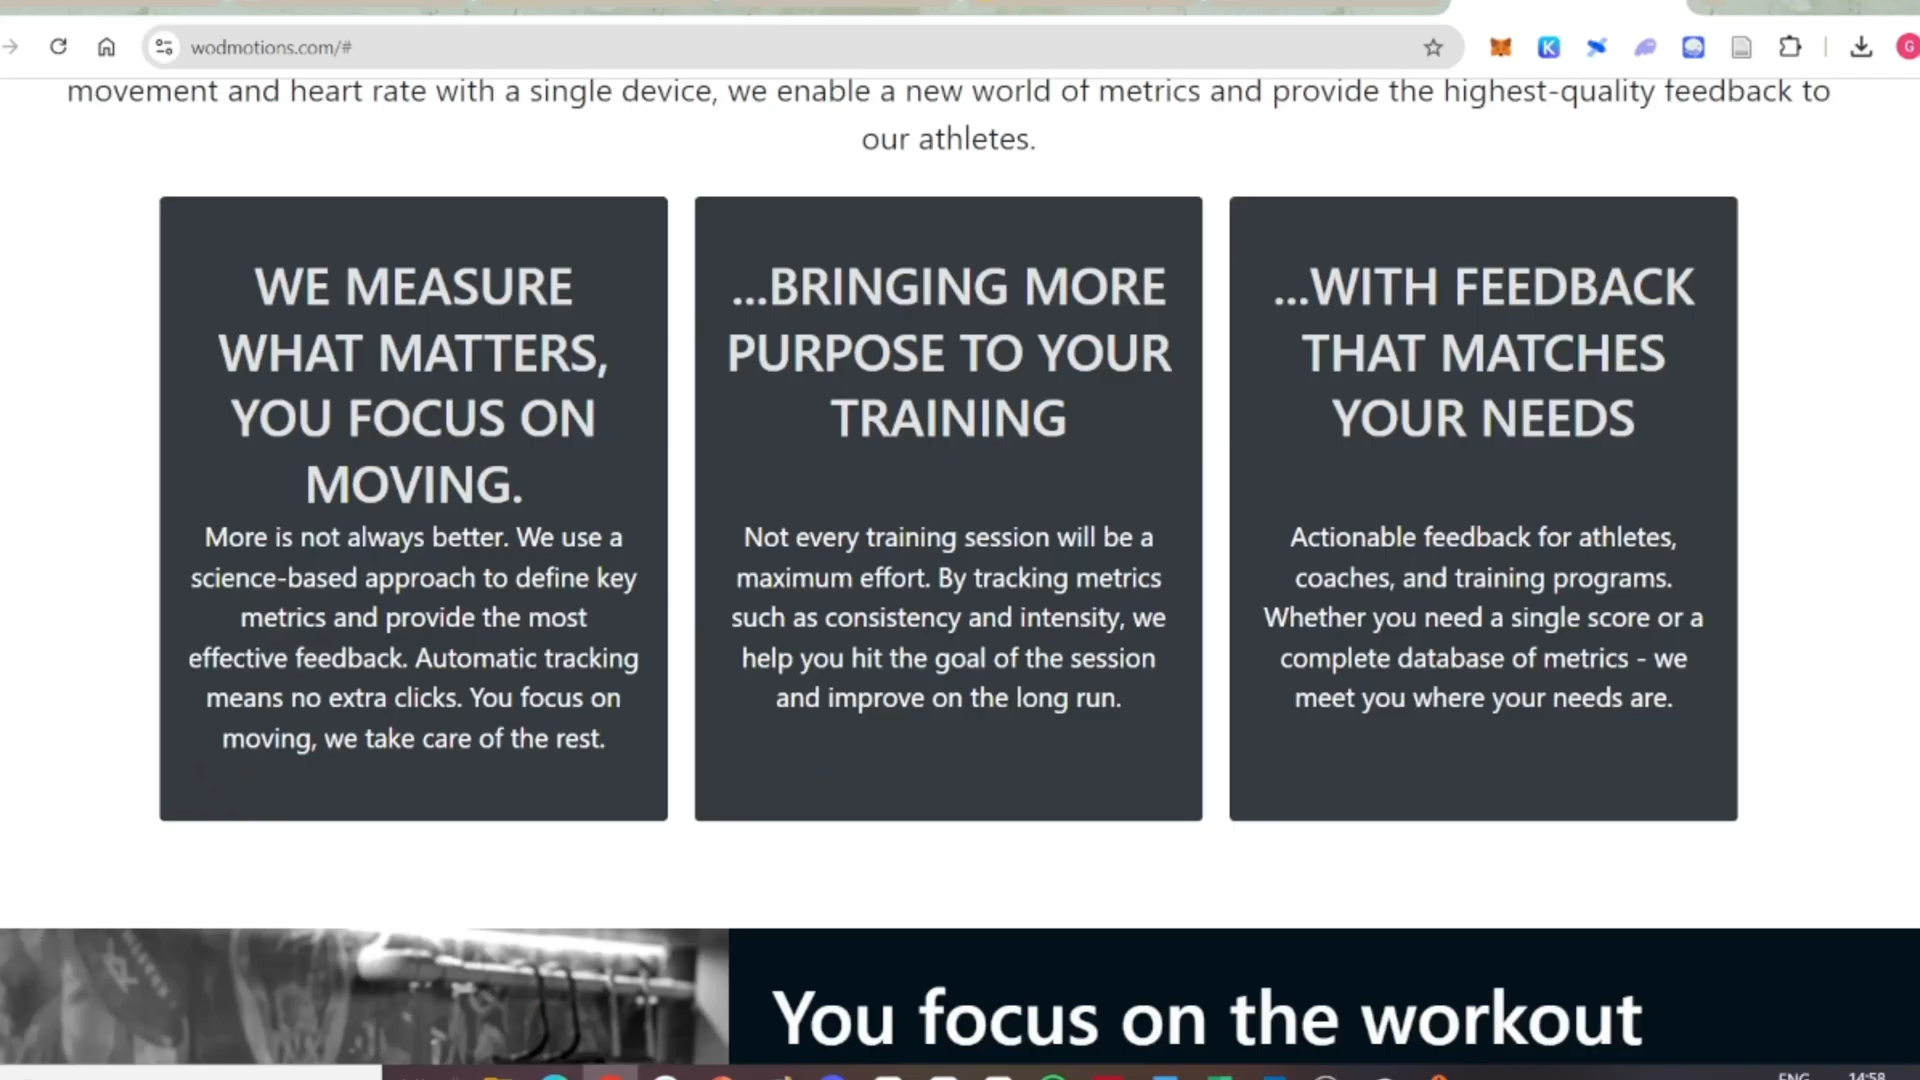 wodmotions.com/#
G
movement and heart rate with a single device, we enable a new world of metrics and provide the highest-quality feedback to
our athletes.
WE MEASURE
WHAT MATTERS,
YOU FOCUS ON
MOVING.
More is not always better. We use a
science-based approach to define key
metrics and provide the most
effective feedback. Automatic tracking
means no extra clicks. You focus on
moving, we take care of the rest.
...BRINGING MORE
PURPOSE TO YOUR
TRAINING
Not every training session will be a
maximum effort. By tracking metrics
such as consistency and intensity, we
help you hit the goal of the session
and improve on the long run.
...WITH FEEDBACK
THAT MATCHES
YOUR NEEDS
Actionable feedback for athletes,
coaches, and training programs.
Whether you need a single score or a
complete database of metrics - we
meet you where your needs are.
You focus on the workout
ENG
14:58